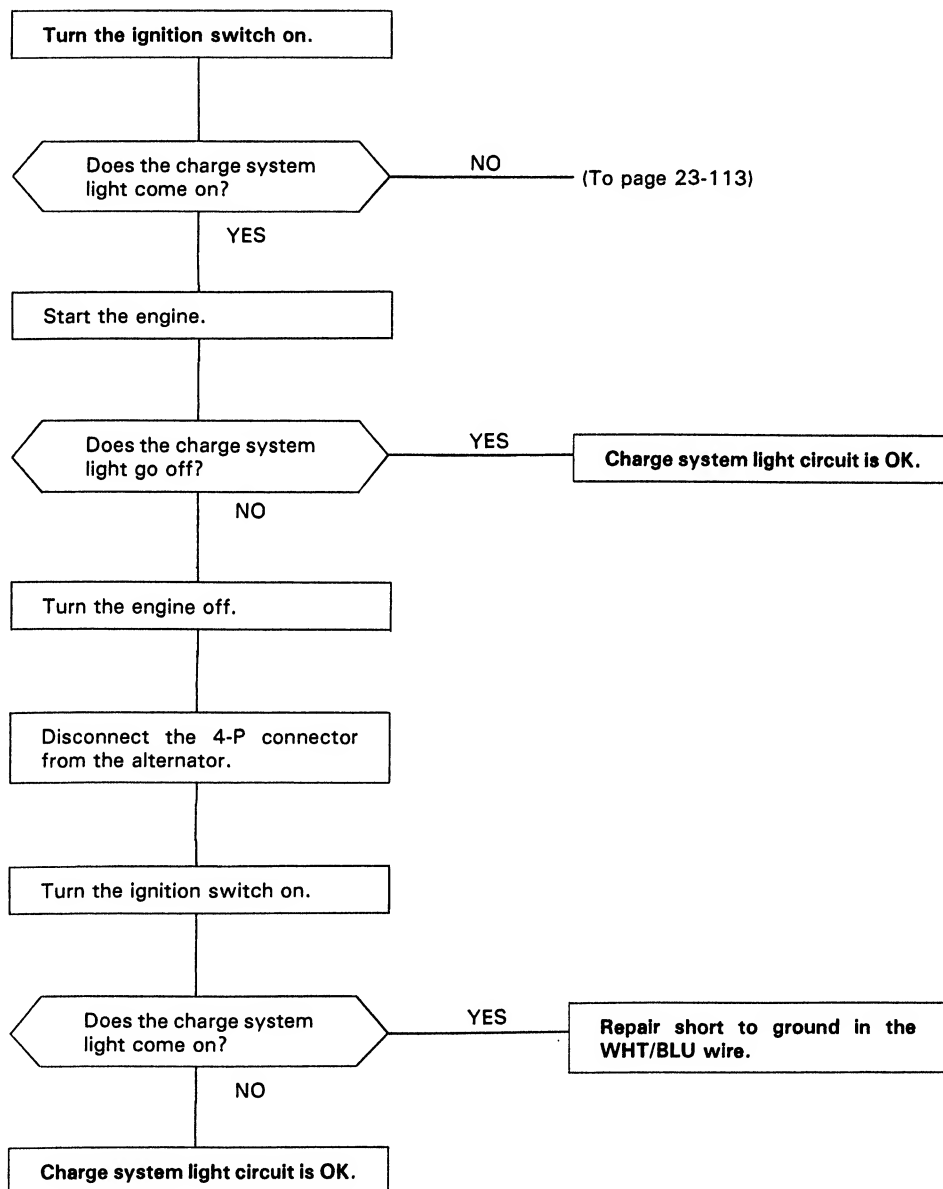 Turn the ignition switch on.
Does the charge system
light come on?
NO
(To page 23-113)
YES
Start the engine.
Does the charge system
light go off?
YES
Charge system light circuit is OK.
NO
Turn the engine off.
Disconnect the 4-P connector
from the alternator.
Turn the ignition switch on.
Does the charge system
light come on?
YES
Repair short to ground in the
WHT/BLU wire.
NO
Charge system light circuit is OK.